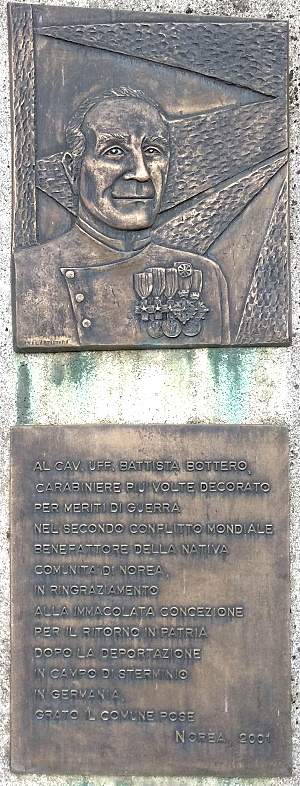 AL CAV. UFF. BATTISTA BOTTERO,
CARABINIERE PIÙ VOLTE DECORATO
PER MERITI DI GUERRA
NEL SECONDO CONFLITTO MONDIALE
BENEFATTORE DELLA NATIVA
COMUNITÀ DI NOREA,
IN RINGRAZIAMENTO
ALLA IMMACOLATA CONCEZIONE
PER IL RITORNO IN PATRIA
DOPO LA DEPORTAZIONE
IN CAMPO DI STERMINIO
IN GERMANIA,
GRATO IL COMUNE POSE
NOREA, 2001